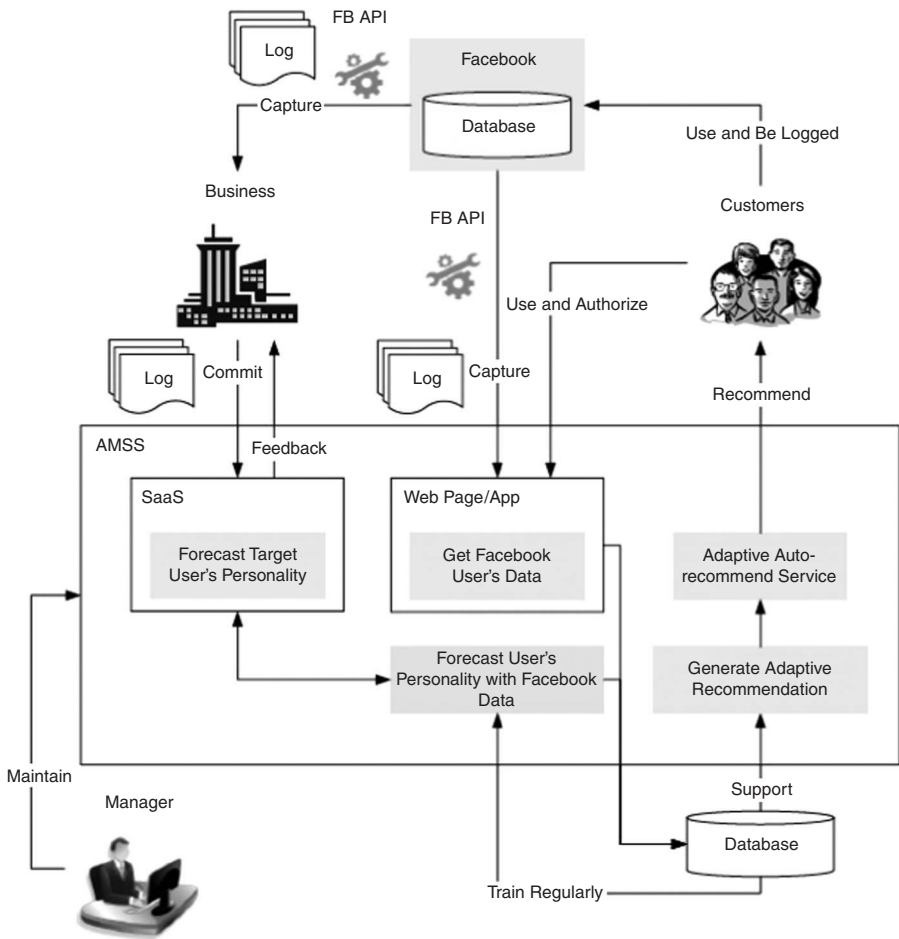 FB API
Log
Facebook
Capture
Database
Use and Be Logged
Business
Customers
FB API
Use and Authorize
Log
Commit
Log
Capture
Recommend
AMSS
Feedback
SaaS
Web Page/App
Forecast Target
User's Personality
Get Facebook
User's Data
Adaptive Auto-
recommend Service
Forecast User's
Personality with Facebook
Data
Generate Adaptive
Recommendation
Maintain
Manager
Support
Database
Train Regularly